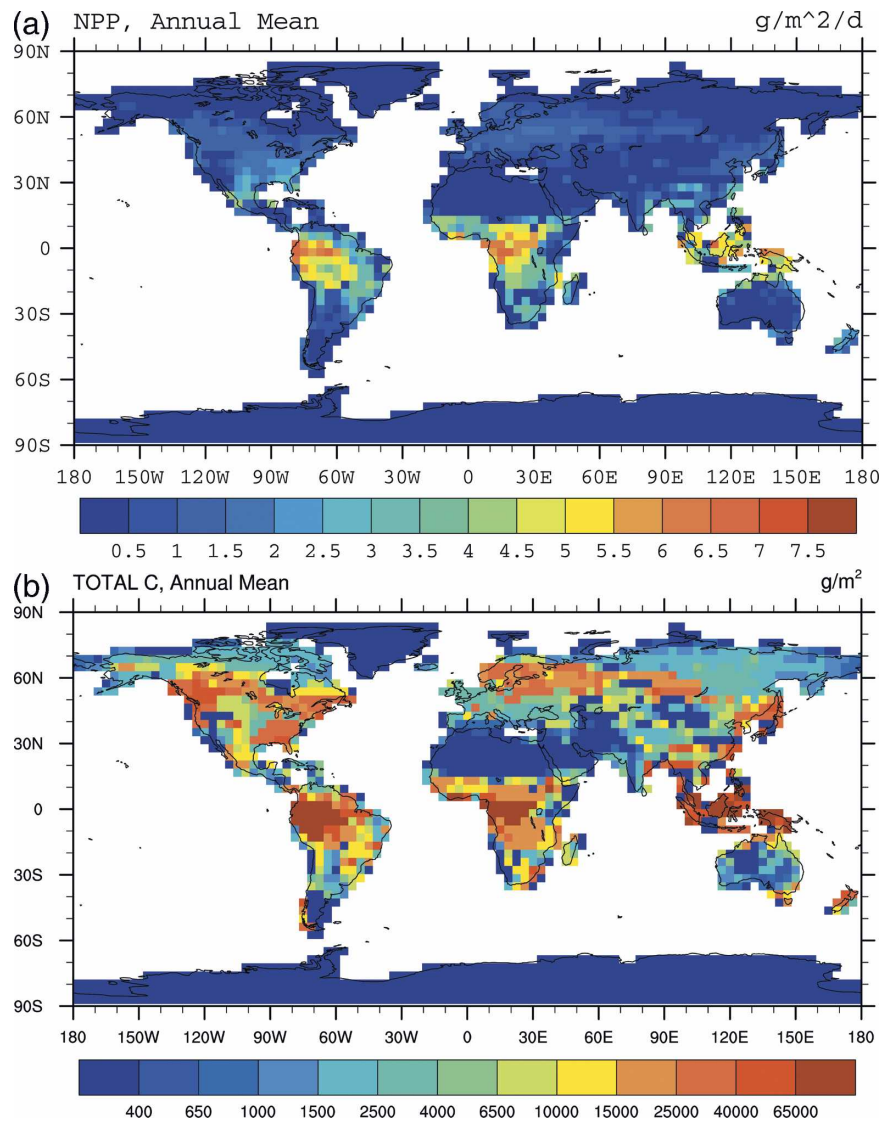 (a) NPP, Annual Mean g/m^2/d
90N
60N
30N
0
30S
60S
90S
180 150W 120W 90W 60W 30W 0 30E 60E 90E 120E 150E 180
0.5 1 1.5 2 2.5 3 3.5 4 4.5 5 5.5 6 6.5 7 7.5
(b) TOTAL C, Annual Mean g/m²
90N
60N
30N
0
30S
60S
90S
180 150W 120W 90W 60W 30W 0 30E 60E 90E 120E 150E 180
400 650 1000 1500 2500 4000 6500 10000 15000 25000 40000 65000